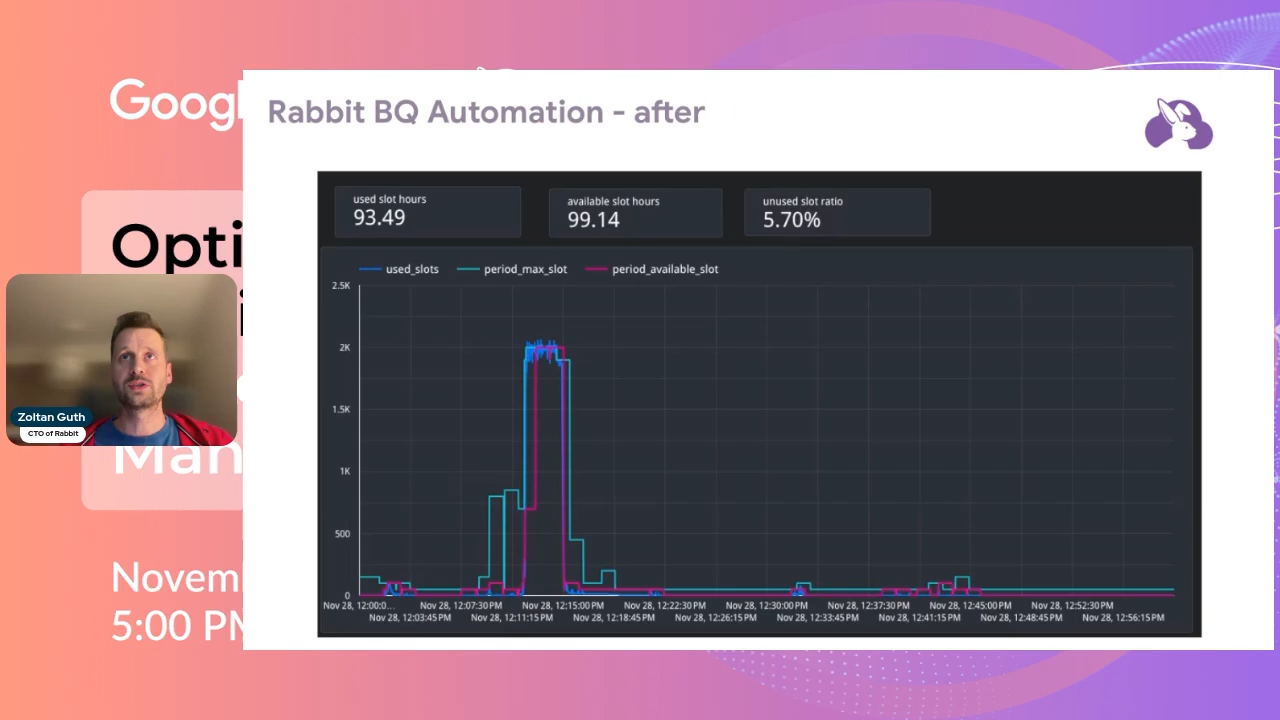 Goog
Opti
Man
Novem
5:00 PM
Zoltan Guth
CTO of Rabbit
Rabbit BQ Automation - after
used slot hours
93.49
available slot hours
99.14
unused slot ratio
5.70%
used_slots period_max_slot period_available_slot
2.5K
2K
1.5K
1K
500
0
Nov 28, 12:00:0... Nov 28, 12:07:30 PM Nov 28, 12:15:00 PM Nov 28, 12:22:30 PM Nov 28, 12:30:00 PM Nov 28, 12:37:30 PM Nov 28, 12:45:00 PM Nov 28, 12:52:30 PM
Nov 28, 12:03:45 PM Nov 28, 12:11:15 PM Nov 28, 12:18:45 PM Nov 28, 12:26:15 PM Nov 28, 12:33:45 PM Nov 28, 12:41:15 PM Nov 28, 12:48:45 PM Nov 28, 12:56:15 PM